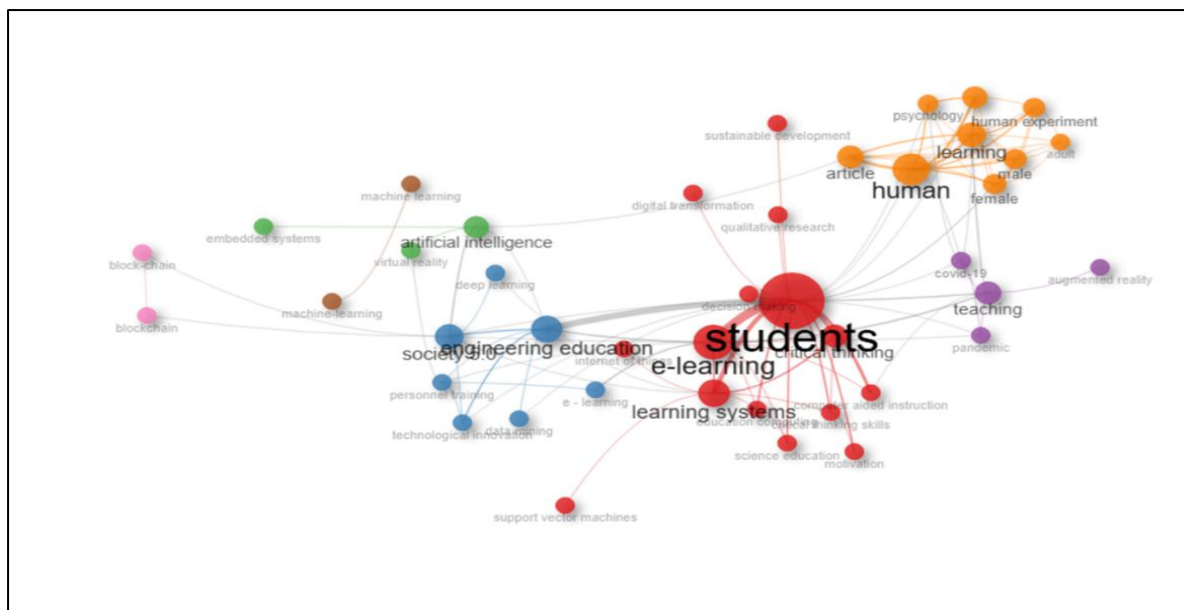 psychology
human experiment
sustainable development
learning
adult
article
male
human
female
machine learning
digital transformation
qualitative research
embedded systems
artificial intelligence
virtual reality
block-chain
deep learning
covid-19
augmented reality
decision making
teaching
machine-learning
blockchain
students
society 5.0
engineering education
critical thinking
pandemic
internet of things
e-learning
personnel training
e - learning
learning systems
computer aided instruction
education computing
critical thinking skills
technological innovation
data mining
science education
motivation
support vector machines